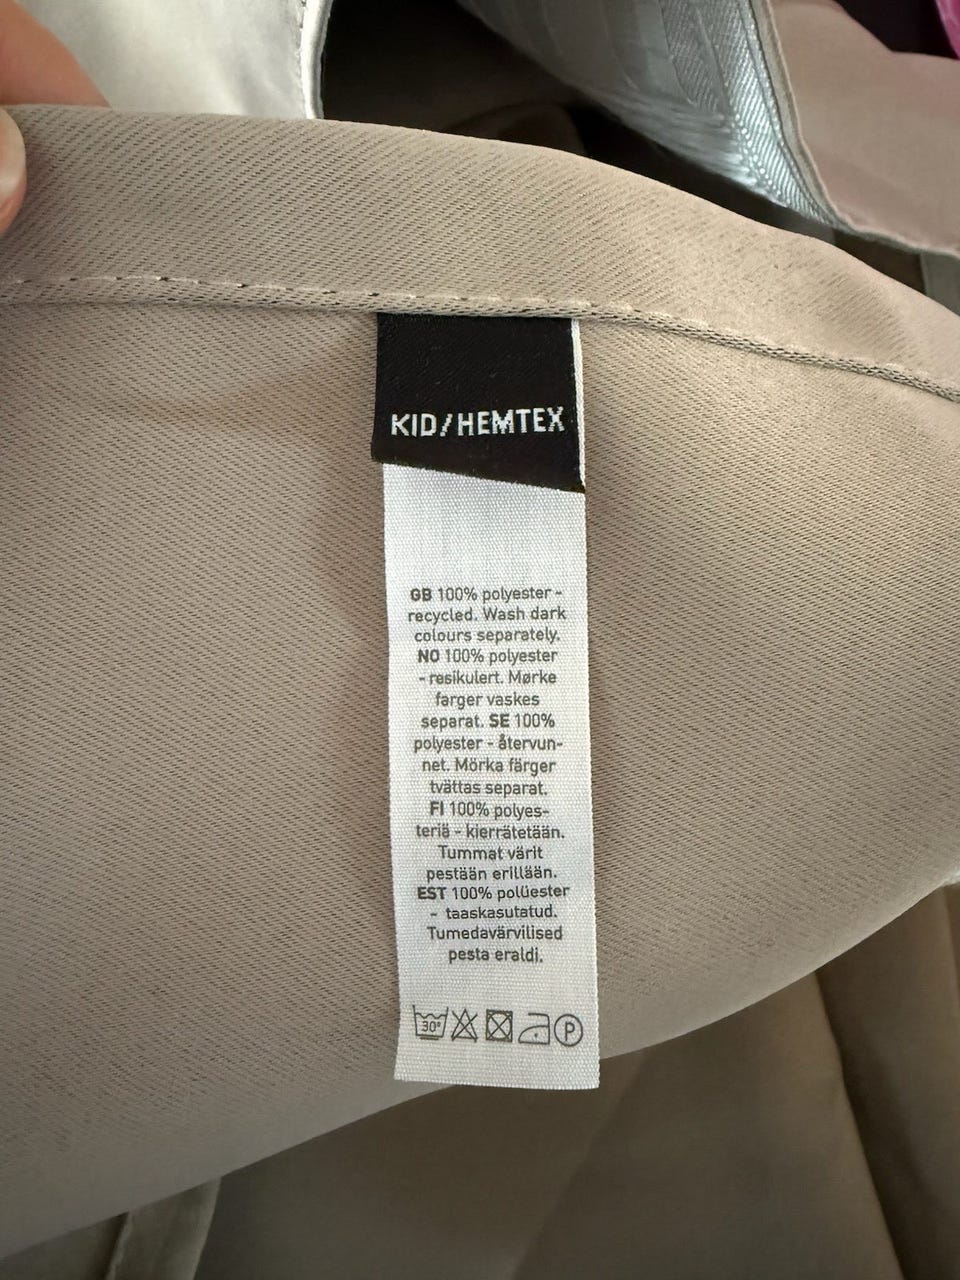 KID/HEMTEX
GB 100% polyester -
recycled. Wash dark
colours separately.
NO 100% polyester
- resikulert. Mørke
farger vaskes
separat. SE 100%
polyester - återvun-
net. Mörka färger
tvättas separat.
FI 100% polyes-
teriä - kierrätetään.
Tummat värit
pestään erillään.
EST 100% polüester
- taaskasutatud.
Tumedavärvilised
pesta eraldi.
30° P